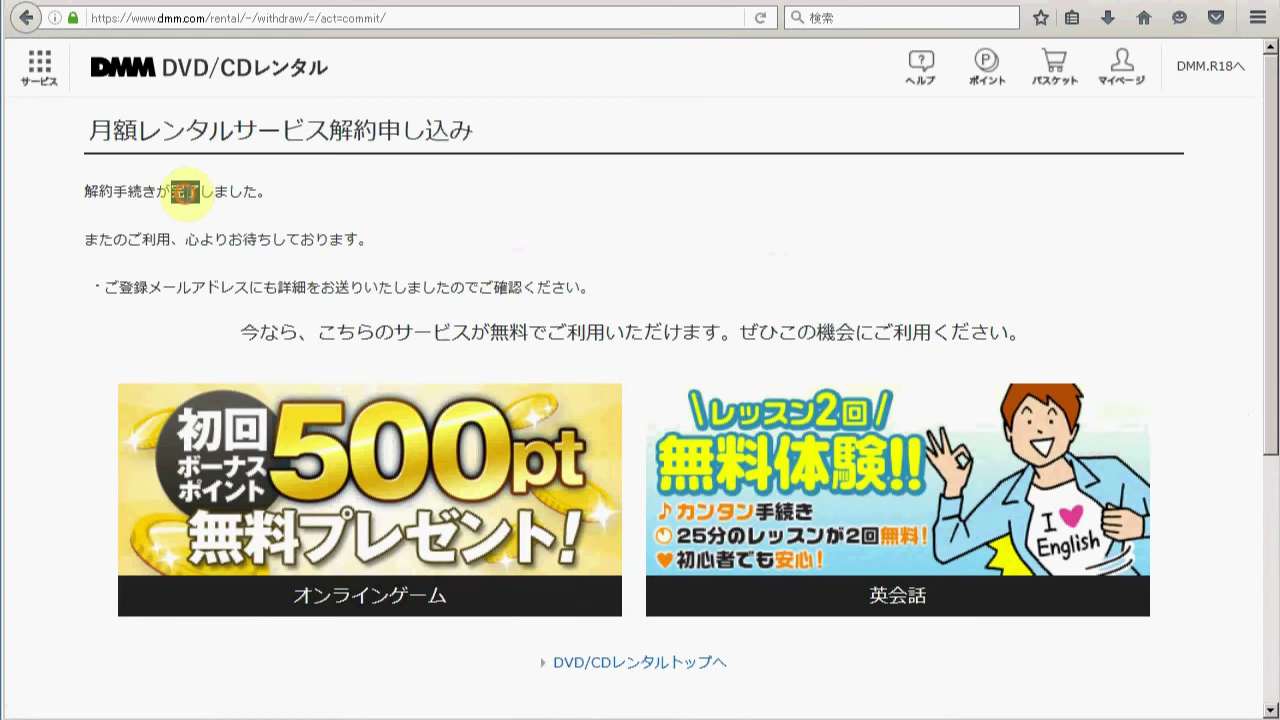 https://www.dmm.com/rental/-/withdraw/=/act=commit/
検索
サービス
DMM DVD/CDレンタル
ヘルプ
ポイント
バスケット
マイページ
DMM.R18へ
月額レンタルサービス解約申し込み
解約手続きが完了しました。
またのご利用、心よりお待ちしております。
・ご登録メールアドレスにも詳細をお送りいたしましたのでご確認ください。
今なら、こちらのサービスが無料でご利用いただけます。ぜひこの機会にご利用ください。
初回
ボーナス
ポイント
500pt
無料プレゼント!
オンラインゲーム
レッスン2回
無料体験!!
カンタン手続き
25分のレッスンが2回無料!
初心者でも安心!
I
English
英会話
DVD/CDレンタルトップへ